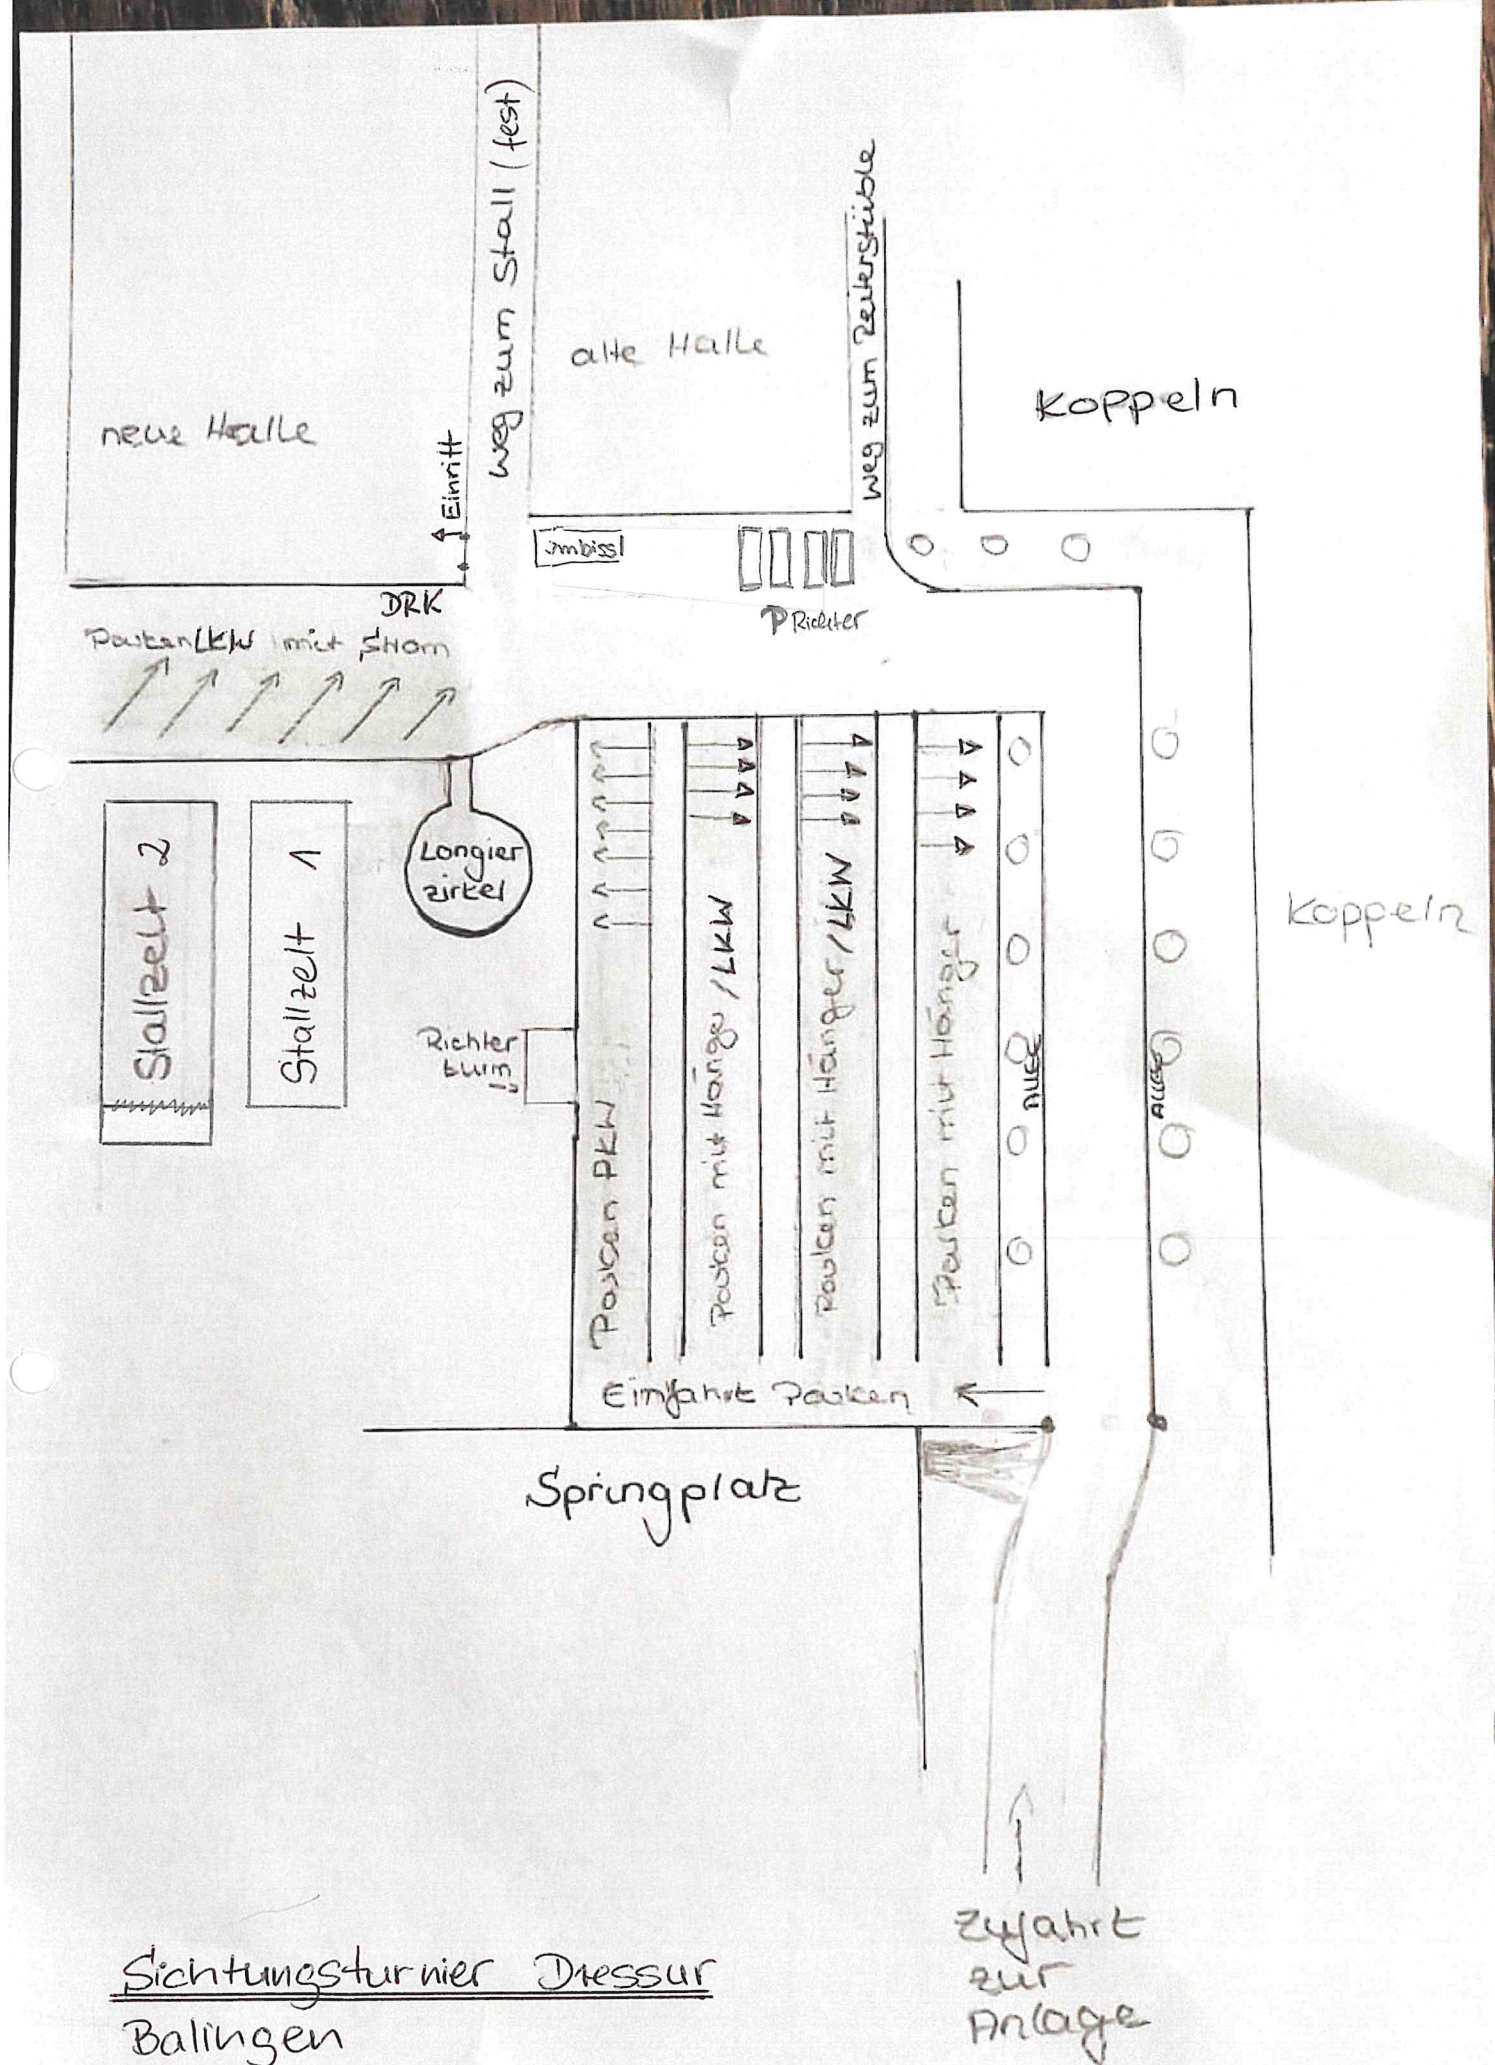 Weg zum Stall (fest)
Weg zum Reiterstüble
alte Halle
Koppeln
neue Halle
Einritt
Imbiss
DRK
P Richter
Parken LKW mit Strom
Stallzelt 2
Stallzelt 1
Longier
zirkel
Richter
turm
Parken PKW
Parken mit Hänger/LKW
Parken mit Hänger/LKW
Parken mit Hänger
ALLEE
ALLEE
Koppeln
Einfahrt Parken
Springplatz
Zufahrt
zur
Anlage
Sichtungsturnier Dressur
Balingen